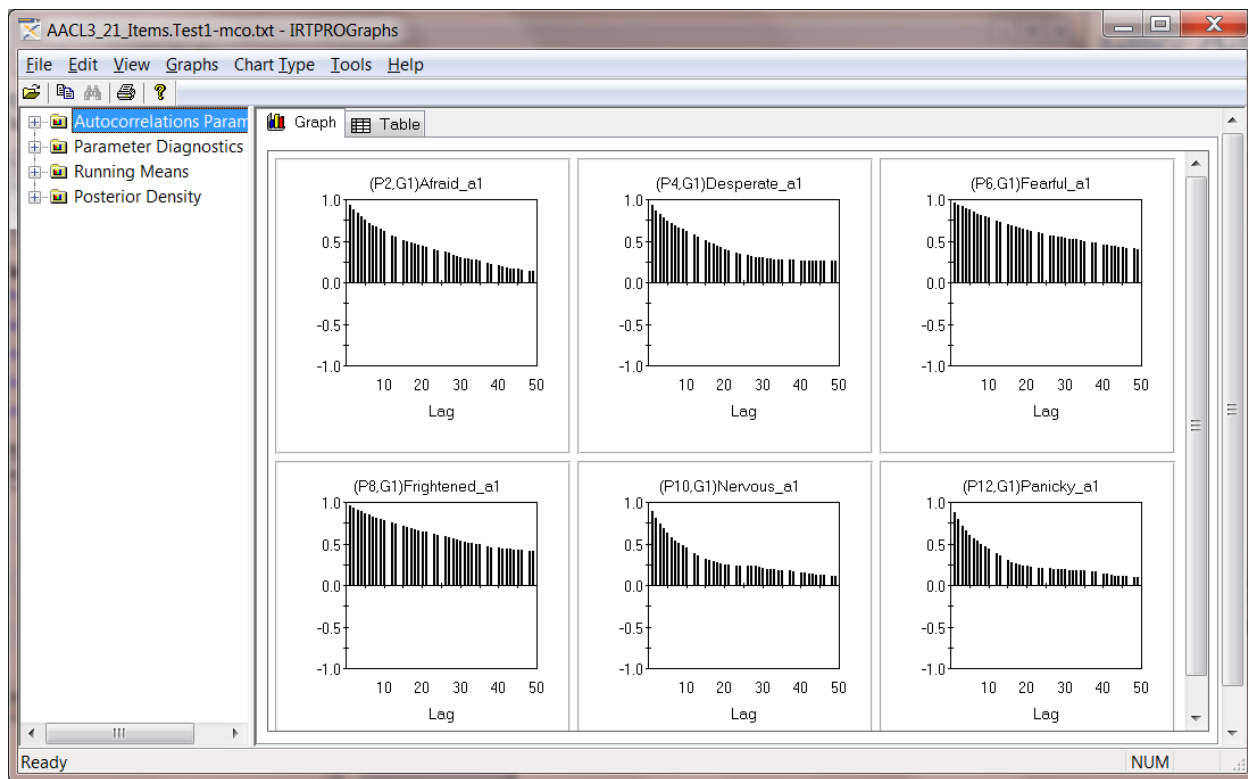 AACL3_21_Items.Test1-mco.txt - IRTPROGraphs
File Edit View Graphs Chart Type Tools Help
Autocorrelations Param
Parameter Diagnostics
Running Means
Posterior Density
Graph Table
(P2,G1)Afraid_a1
1.0
0.5
0.0
-0.5
-1.0
10 20 30 40 50
Lag
(P4,G1)Desperate_a1
1.0
0.5
0.0
-0.5
-1.0
10 20 30 40 50
Lag
(P6,G1)Fearful_a1
1.0
0.5
0.0
-0.5
-1.0
10 20 30 40 50
Lag
(P8,G1)Frightened_a1
1.0
0.5
0.0
-0.5
-1.0
10 20 30 40 50
Lag
(P10,G1)Nervous_a1
1.0
0.5
0.0
-0.5
-1.0
10 20 30 40 50
Lag
(P12,G1)Panicky_a1
1.0
0.5
0.0
-0.5
-1.0
10 20 30 40 50
Lag
Ready NUM